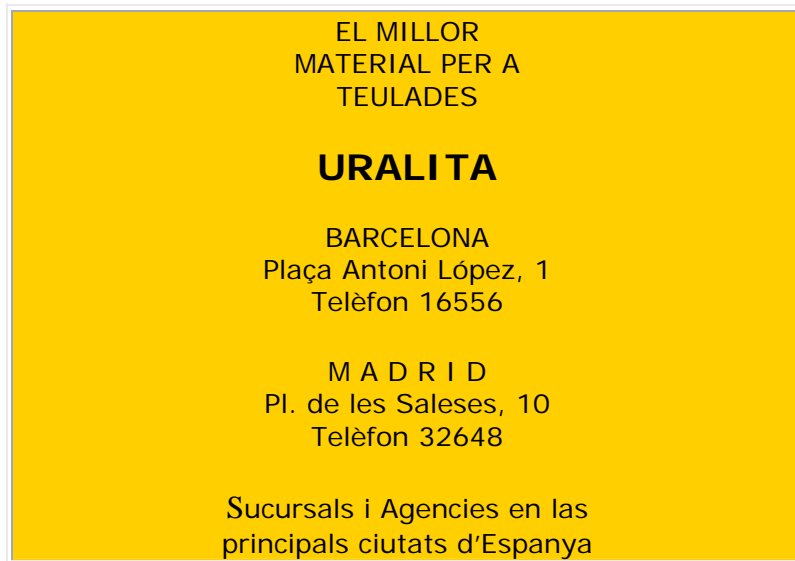 EL MILLOR
MATERIAL PER A
TEULADES
URALITA
BARCELONA
Plaça Antoni López, 1
Telèfon 16556
M A D R I D
Pl. de les Saleses, 10
Telèfon 32648
Sucursals i Agencies en las
principals ciutats d'Espanya